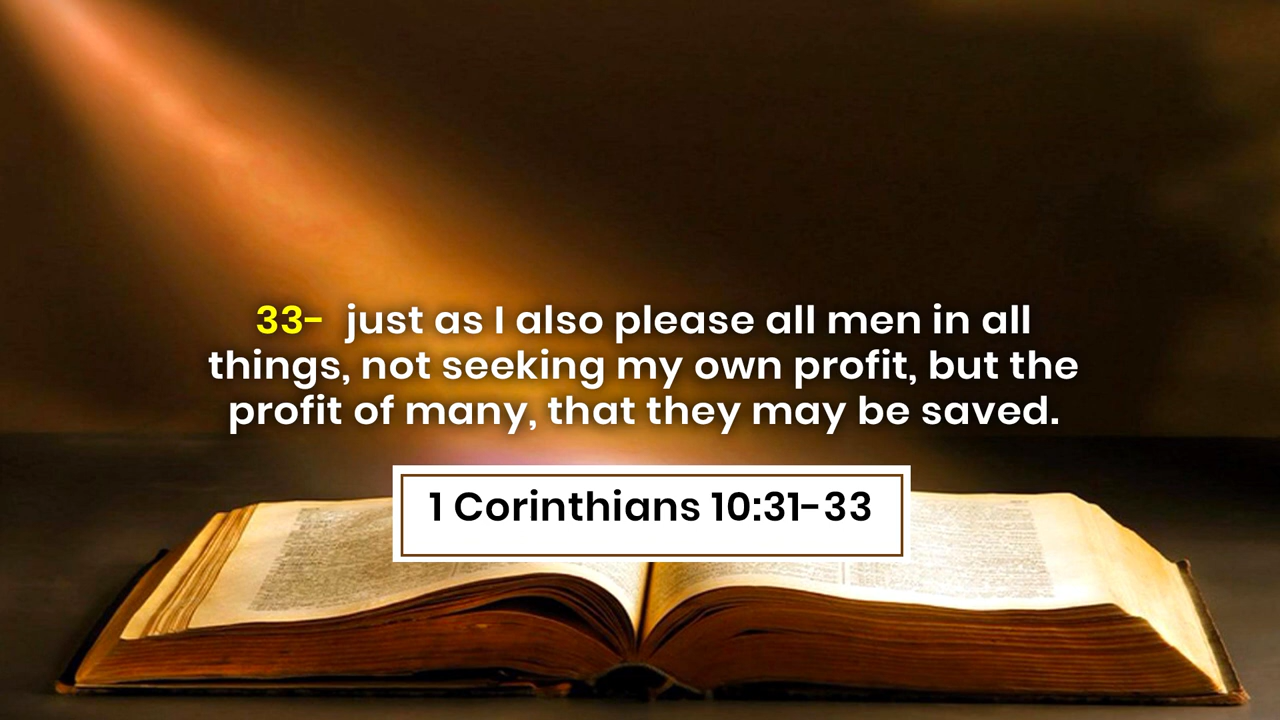 33- just as I also please all men in all
things, not seeking my own profit, but the
profit of many, that they may be saved.
1 Corinthians 10:31-33